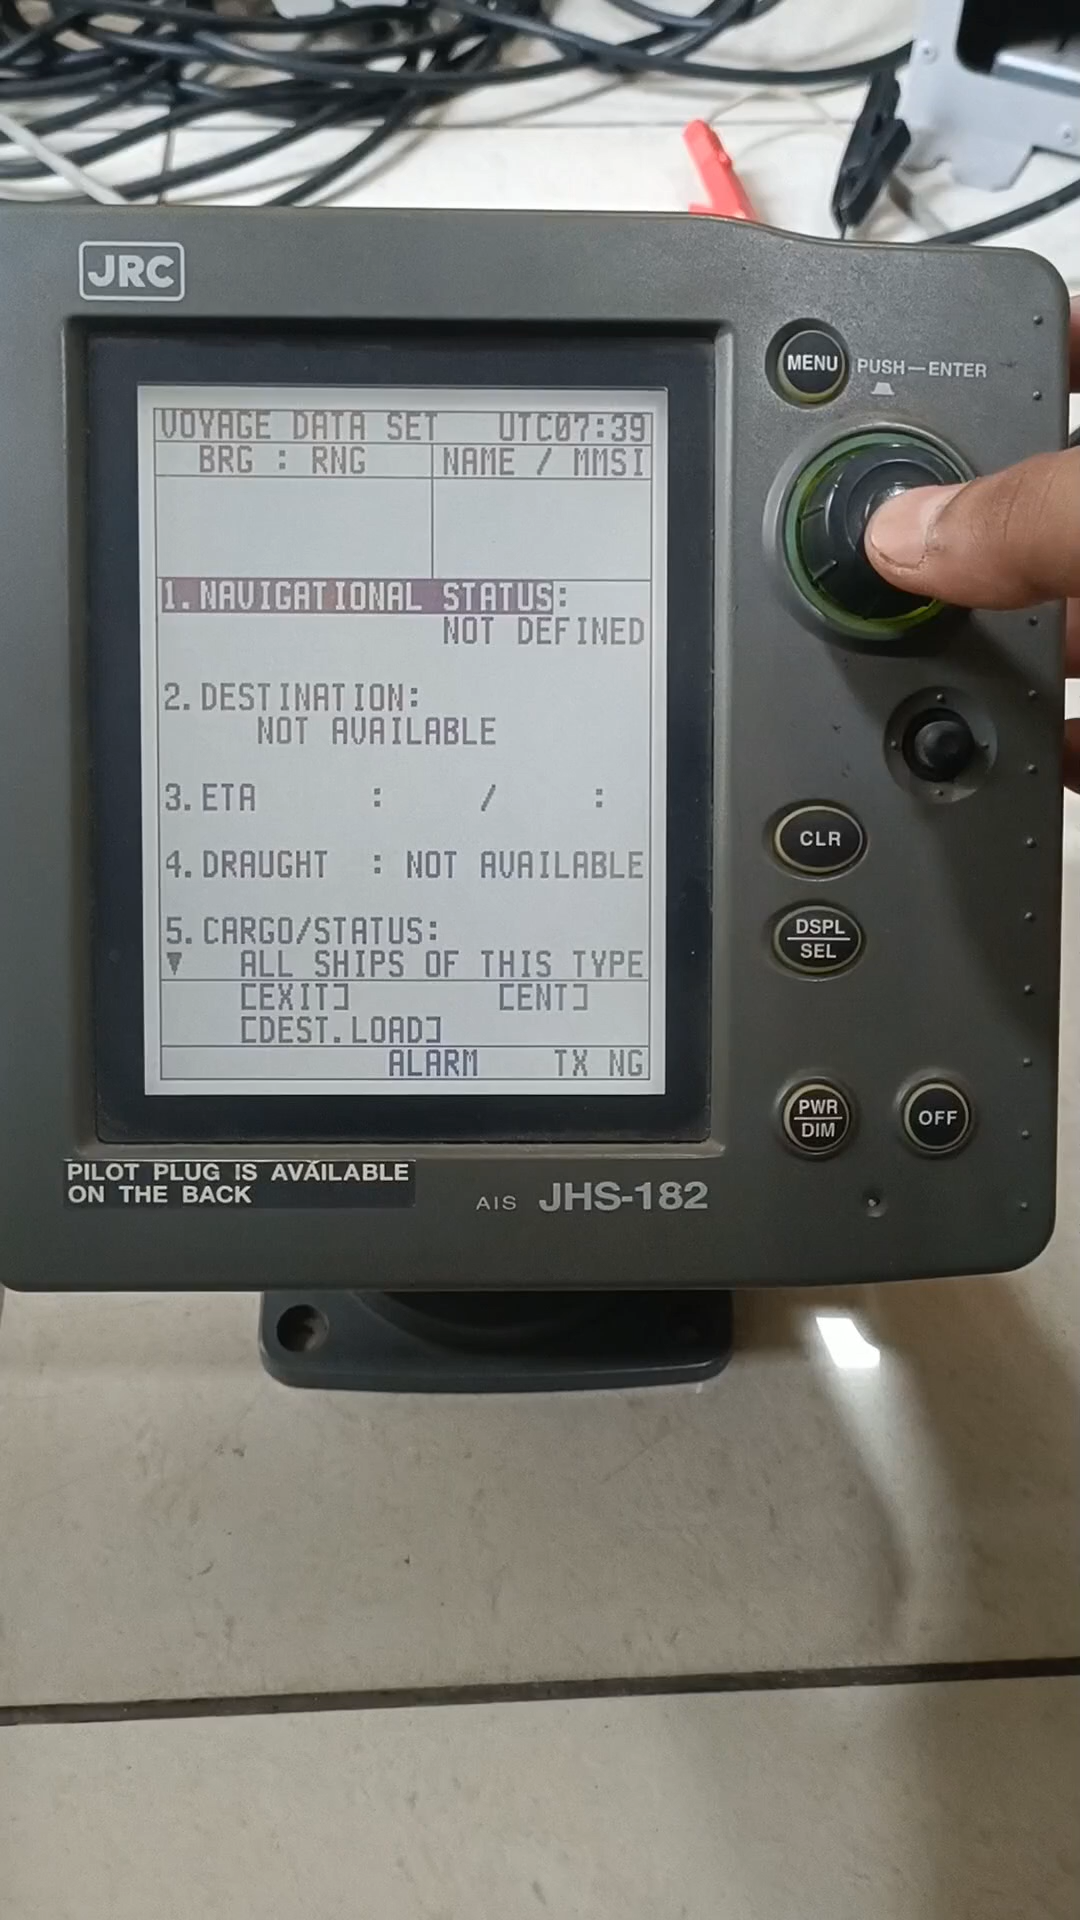 JRC
MENU
PUSH—ENTER
VOYAGE DATA SET UTC07:39
BRG : RNG NAME / MMSI
1.NAVIGATIONAL STATUS:
NOT DEFINED
2.DESTINATION:
NOT AVAILABLE
3.ETA : / :
4.DRAUGHT : NOT AVAILABLE
5.CARGO/STATUS:
▼ ALL SHIPS OF THIS TYPE
[EXIT] [ENT]
[DEST.LOAD]
ALARM TX NG
CLR
DSPL
SEL
PWR
DIM
OFF
PILOT PLUG IS AVAILABLE
ON THE BACK
AIS JHS-182